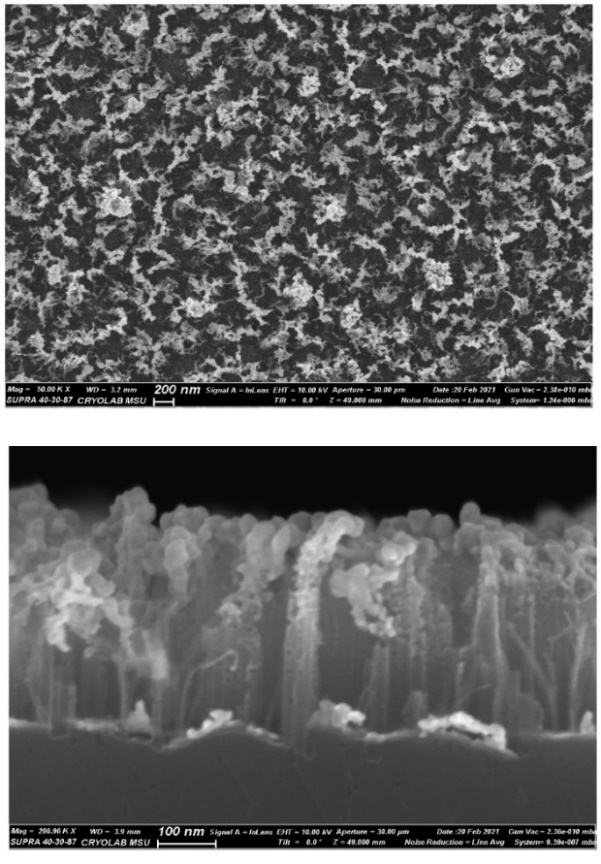 Mag = 50.00 K X WD = 3.2 mm 200 nm Signal A = InLens EHT = 10.00 kV Aperture = 30.00 µm Date :20 Feb 2021 Gun Vac = 2.38e-010 mba
SUPRA 40-30-87 CRYOLAB MSU Tilt = 0.0 ° Z = 49.000 mm Noise Reduction = Line Avg System= 1.24e-006 mba
Mag = 296.96 K X WD = 3.9 mm 100 nm Signal A = InLens EHT = 10.00 kV Aperture = 30.00 µm Date :20 Feb 2021 Gun Vac = 2.36e-010 mba
SUPRA 40-30-87 CRYOLAB MSU Tilt = 0.0 ° Z = 49.000 mm Noise Reduction = Line Avg System= 9.39e-007 mba